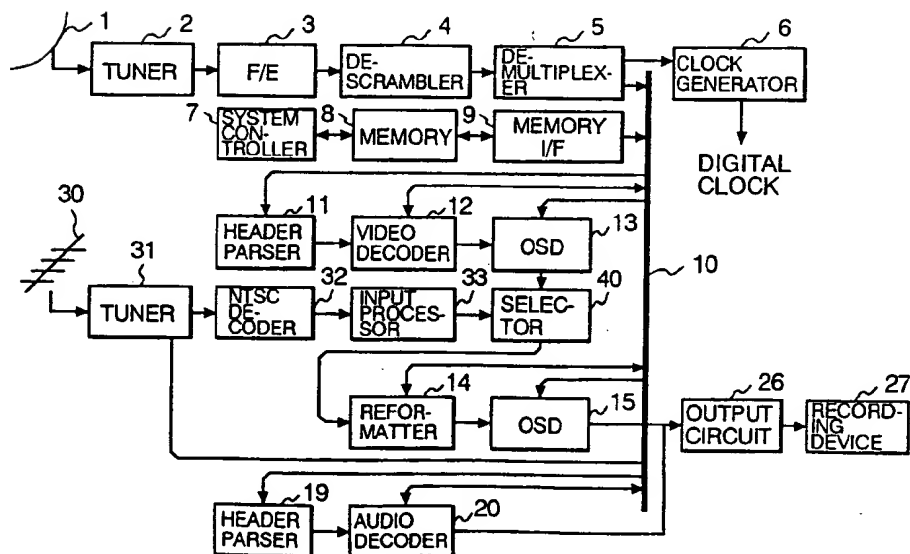 1
2
3
4
5
6
TUNER
F/E
DE-
SCRAMBLER
DE-
MULTIPLEX-
ER
CLOCK
GENERATOR
7
8
9
SYSTEM
CON-
TROLLER
MEMORY
MEMORY
I/F
DIGITAL
CLOCK
30
11
12
13
HEADER
PARSER
VIDEO
DECODER
OSD
10
31
32
33
40
TUNER
NTSC
DE-
CODER
INPUT
PROCES-
SOR
SELEC-
TOR
14
15
26
27
REFOR-
MATTER
OSD
OUTPUT
CIRCUIT
RECORD-
ING
DEVICE
19
20
HEADER
PARSER
AUDIO
DECODER